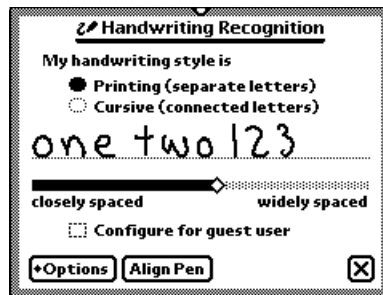 Handwriting Recognition
My handwriting style is
Printing (separate letters)
Cursive (connected letters)
one two 123
closely spaced widely spaced
Configure for guest user
Options Align Pen